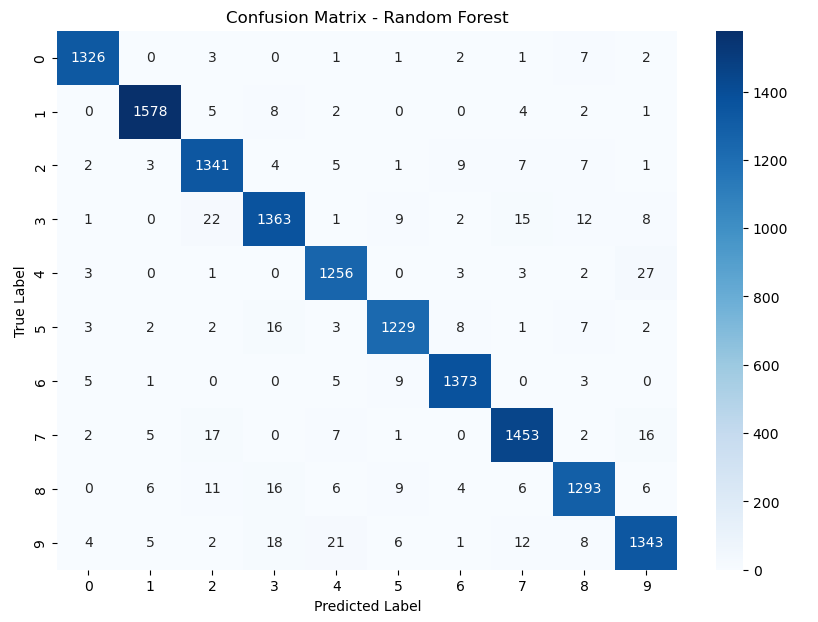 Confusion Matrix - Random Forest
True Label
0 1326 0 3 0 1 1 2 1 7 2
1 0 1578 5 8 2 0 0 4 2 1
2 2 3 1341 4 5 1 9 7 7 1
3 1 0 22 1363 1 9 2 15 12 8
4 3 0 1 0 1256 0 3 3 2 27
5 3 2 2 16 3 1229 8 1 7 2
6 5 1 0 0 5 9 1373 0 3 0
7 2 5 17 0 7 1 0 1453 2 16
8 0 6 11 16 6 9 4 6 1293 6
9 4 5 2 18 21 6 1 12 8 1343
0 1 2 3 4 5 6 7 8 9
Predicted Label
1400
1200
1000
800
600
400
200
0